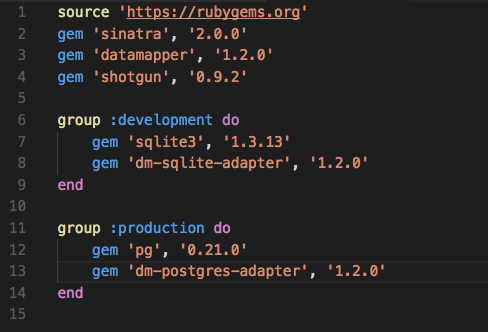 1 source 'https://rubygems.org'
2 gem 'sinatra', '2.0.0'
3 gem 'datamapper', '1.2.0'
4 gem 'shotgun', '0.9.2'
5
6 group :development do
7 gem 'sqlite3', '1.3.13'
8 gem 'dm-sqlite-adapter', '1.2.0'
9 end
10
11 group :production do
12 gem 'pg', '0.21.0'
13 gem 'dm-postgres-adapter', '1.2.0'
14 end
15